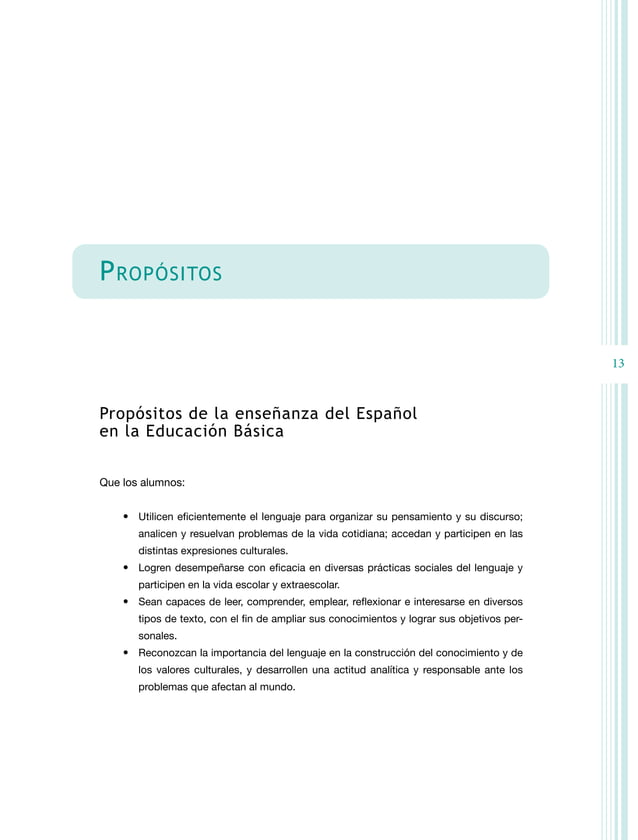 PROPÓSITOS
13
Propósitos de la enseñanza del Español
en la Educación Básica
Que los alumnos:
• Utilicen eficientemente el lenguaje para organizar su pensamiento y su discurso;
analicen y resuelvan problemas de la vida cotidiana; accedan y participen en las
distintas expresiones culturales.
• Logren desempeñarse con eficacia en diversas prácticas sociales del lenguaje y
participen en la vida escolar y extraescolar.
• Sean capaces de leer, comprender, emplear, reflexionar e interesarse en diversos
tipos de texto, con el fin de ampliar sus conocimientos y lograr sus objetivos per-
sonales.
• Reconozcan la importancia del lenguaje en la construcción del conocimiento y de
los valores culturales, y desarrollen una actitud analítica y responsable ante los
problemas que afectan al mundo.